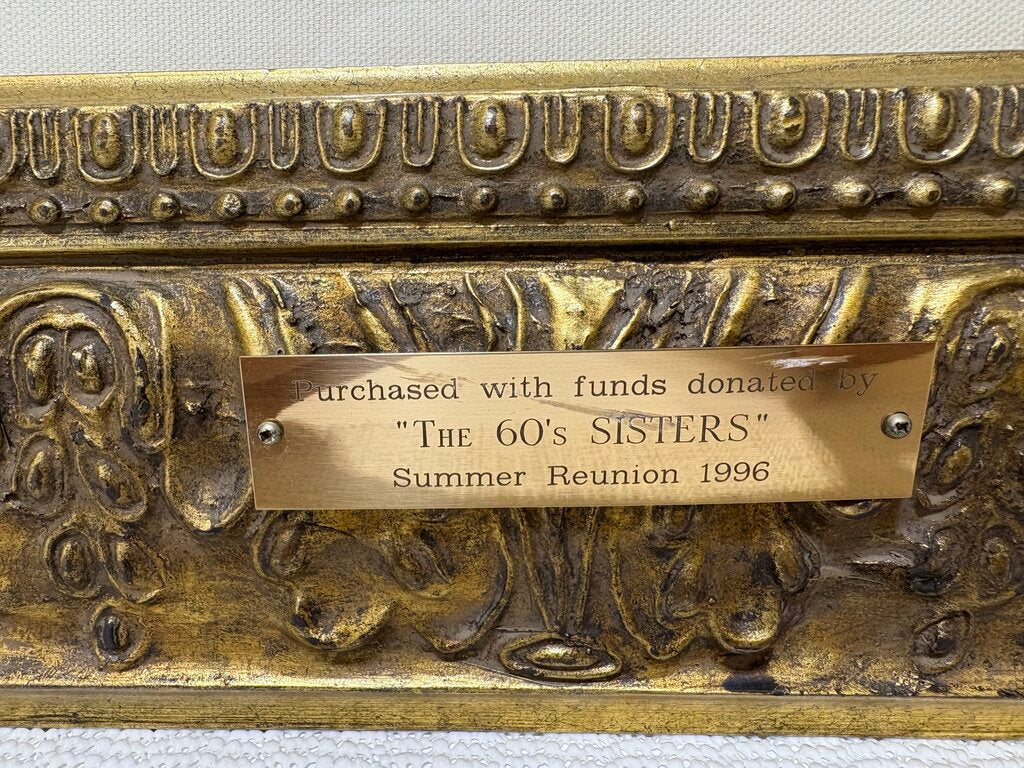 Purchased with funds donated by
"The 60's SISTERS"
Summer Reunion 1996